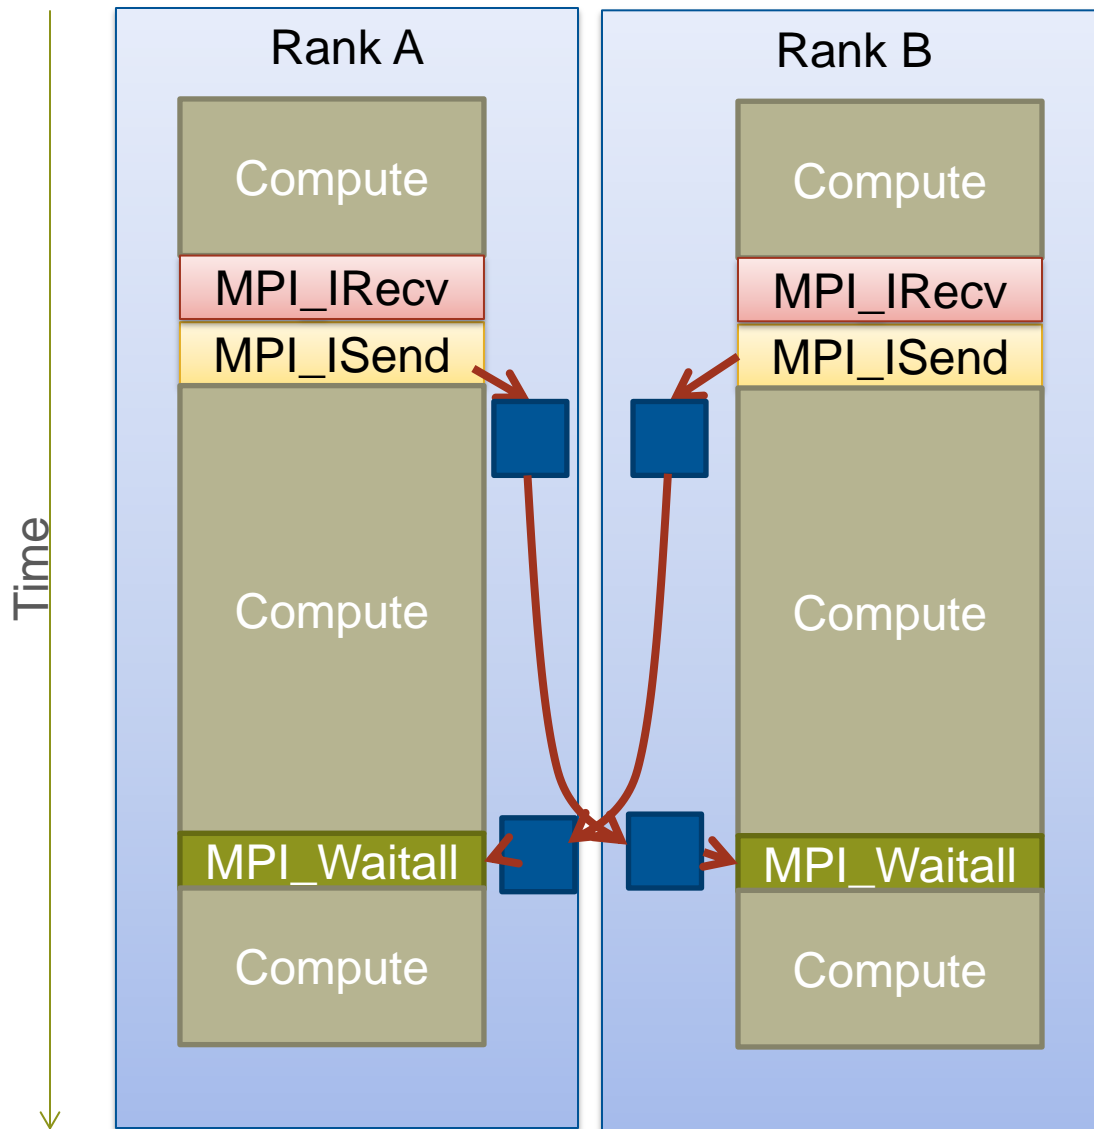 Rank A
Compute
MPI_IRecv
MPI_ISend
Compute
MPI_Waitall
Compute
Rank B
Compute
MPI_IRecv
MPI_ISend
Compute
MPI_Waitall
Compute
Time